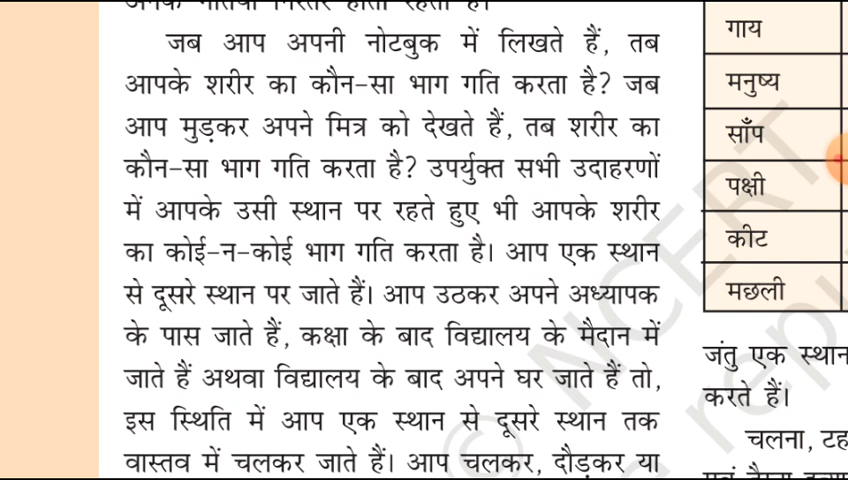 जब आप अपनी नोटबुक में लिखते हैं, तब
आपके शरीर का कौन-सा भाग गति करता है? जब
आप मुड़कर अपने मित्र को देखते हैं, तब शरीर का
कौन-सा भाग गति करता है? उपर्युक्त सभी उदाहरणों
में आपके उसी स्थान पर रहते हुए भी आपके शरीर
का कोई-न-कोई भाग गति करता है। आप एक स्थान
से दूसरे स्थान पर जाते हैं। आप उठकर अपने अध्यापक
के पास जाते हैं, कक्षा के बाद विद्यालय के मैदान में
जाते हैं अथवा विद्यालय के बाद अपने घर जाते हैं तो,
इस स्थिति में आप एक स्थान से दूसरे स्थान तक
वास्तव में चलकर जाते हैं। आप चलकर, दौड़कर या
गाय
मनुष्य
साँप
पक्षी
कीट
मछली
जंतु एक स्थान
करते हैं।
चलना, टह
© NCERT